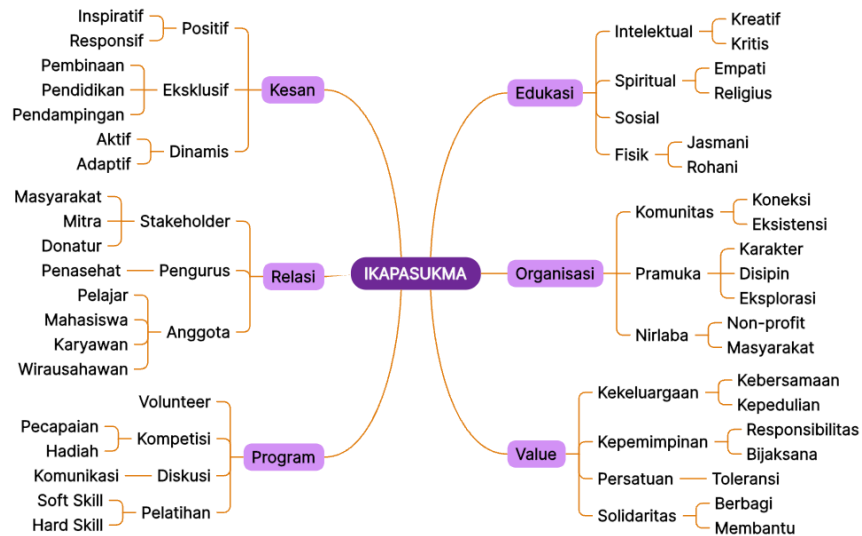 IKAPASUKMA
Kesan
Positif
Inspiratif
Responsif
Eksklusif
Pembinaan
Pendidikan
Pendampingan
Dinamis
Aktif
Adaptif
Relasi
Stakeholder
Masyarakat
Mitra
Donatur
Pengurus
Penasehat
Anggota
Pelajar
Mahasiswa
Karyawan
Wirausahawan
Program
Volunteer
Kompetisi
Pecapaian
Hadiah
Diskusi
Komunikasi
Pelatihan
Soft Skill
Hard Skill
Edukasi
Intelektual
Kreatif
Kritis
Spiritual
Empati
Religius
Sosial
Fisik
Jasmani
Rohani
Organisasi
Komunitas
Koneksi
Eksistensi
Pramuka
Karakter
Disipin
Eksplorasi
Nirlaba
Non-profit
Masyarakat
Value
Kekeluargaan
Kebersamaan
Kepedulian
Kepemimpinan
Responsibilitas
Bijaksana
Persatuan
Toleransi
Solidaritas
Berbagi
Membantu